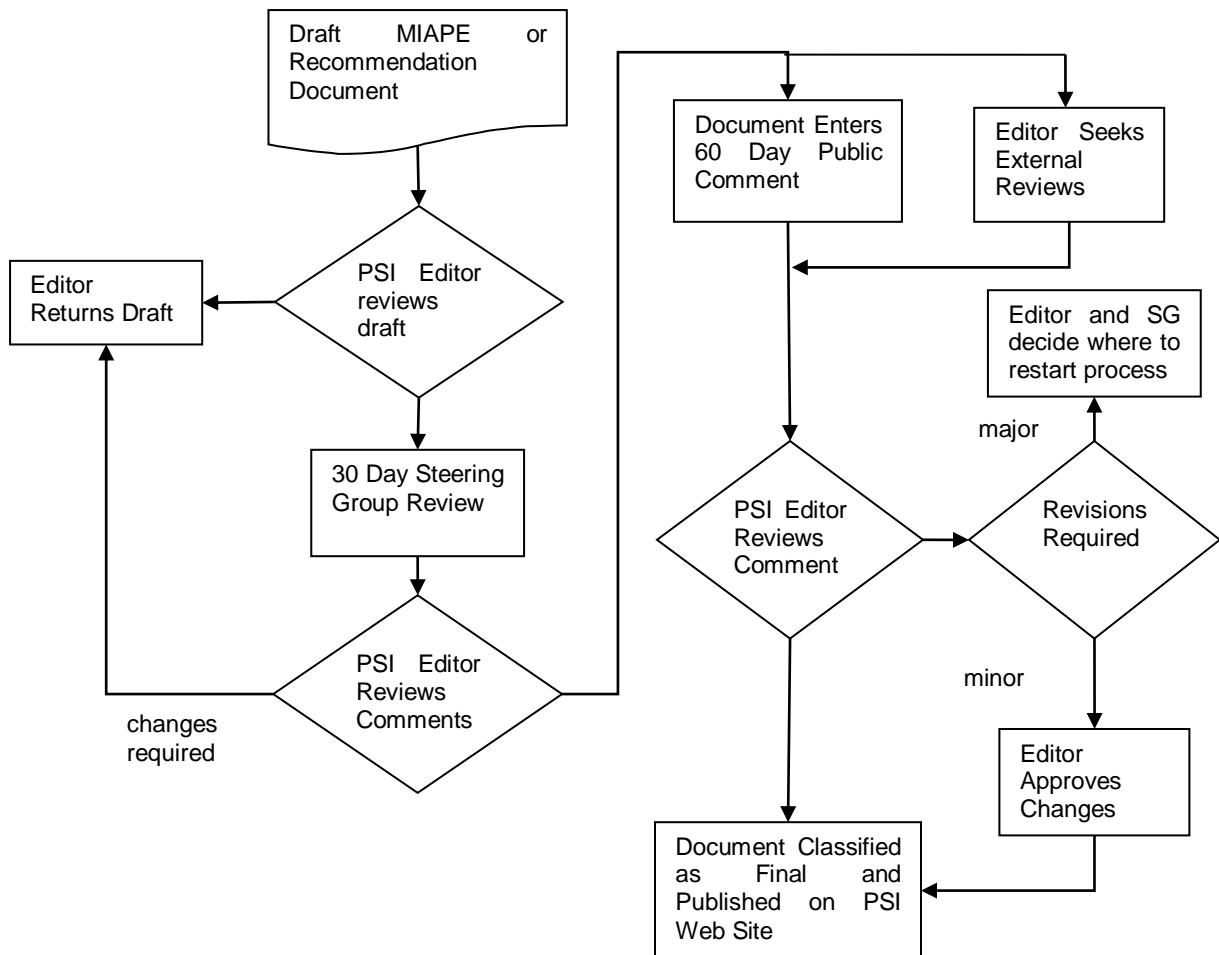 Draft MIAPE or
Recommendation
Document
PSI Editor
reviews
draft
Editor
Returns Draft
30 Day Steering
Group Review
PSI Editor
Reviews
Comments
changes
required
Document Enters
60 Day Public
Comment
Editor Seeks
External
Reviews
PSI Editor
Reviews
Comment
Revisions
Required
major
Editor and SG
decide where to
restart process
minor
Editor
Approves
Changes
Document Classified
as Final and
Published on PSI
Web Site